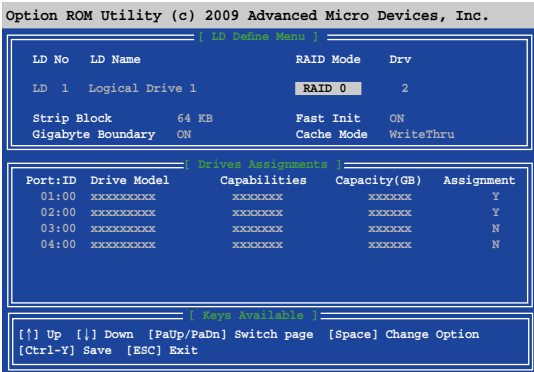 Option ROM Utility (c) 2009 Advanced Micro Devices, Inc.
[ LD Define Menu ]
LD No LD Name RAID Mode Drv
LD 1 Logical Drive 1 RAID 0 2
Strip Block 64 KB Fast Init ON
Gigabyte Boundary ON Cache Mode WriteThru
[ Drives Assignments ]
Port:ID Drive Model Capabilities Capacity(GB) Assignment
01:00 xxxxxxxxx xxxxxxx xxxxxx Y
02:00 xxxxxxxxx xxxxxxx xxxxxx Y
03:00 xxxxxxxxx xxxxxxx xxxxxx N
04:00 xxxxxxxxx xxxxxxx xxxxxx N
[ Keys Available ]
[↑] Up [↓] Down [PaUp/PaDn] Switch page [Space] Change Option
[Ctrl-Y] Save [ESC] Exit